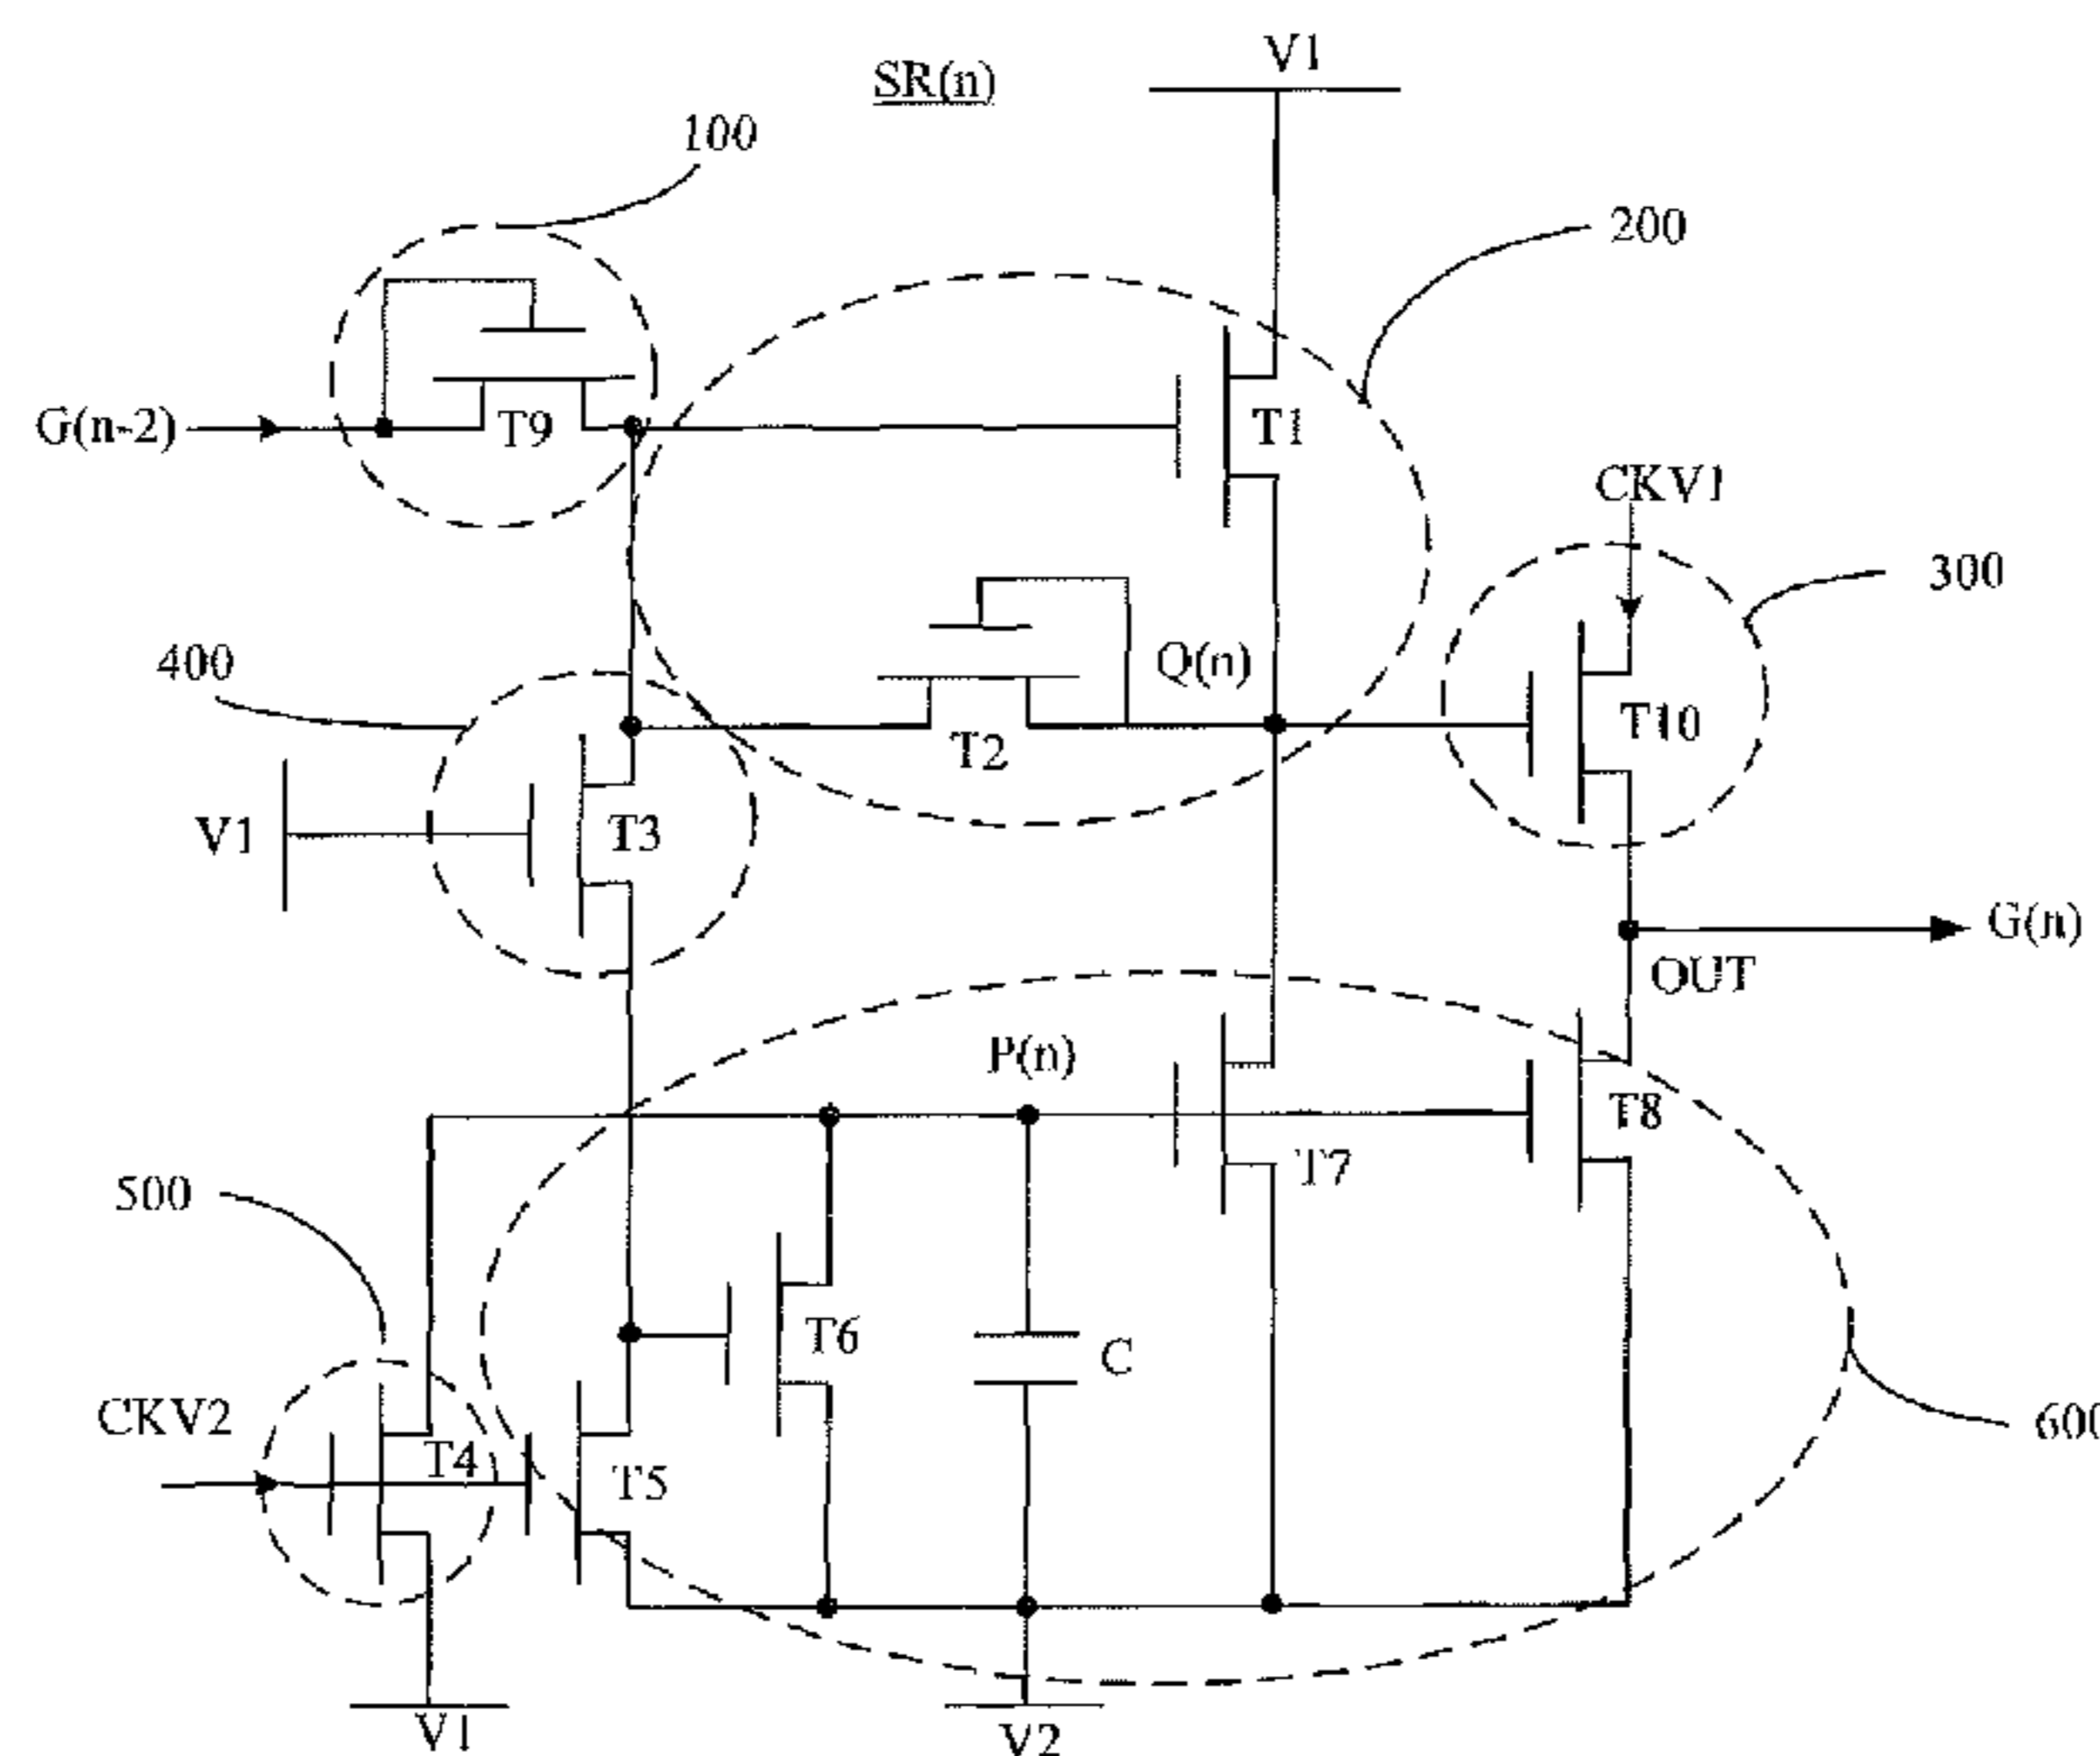 V1
SR(n)
100
200
G(n-2)
T9
T1
CKV1
300
400
Q(n)
T10
T2
V1
T3
G(n)
OUT
P(n)
T8
T7
500
T6
C
CKV2
T4
T5
600
V1
V2